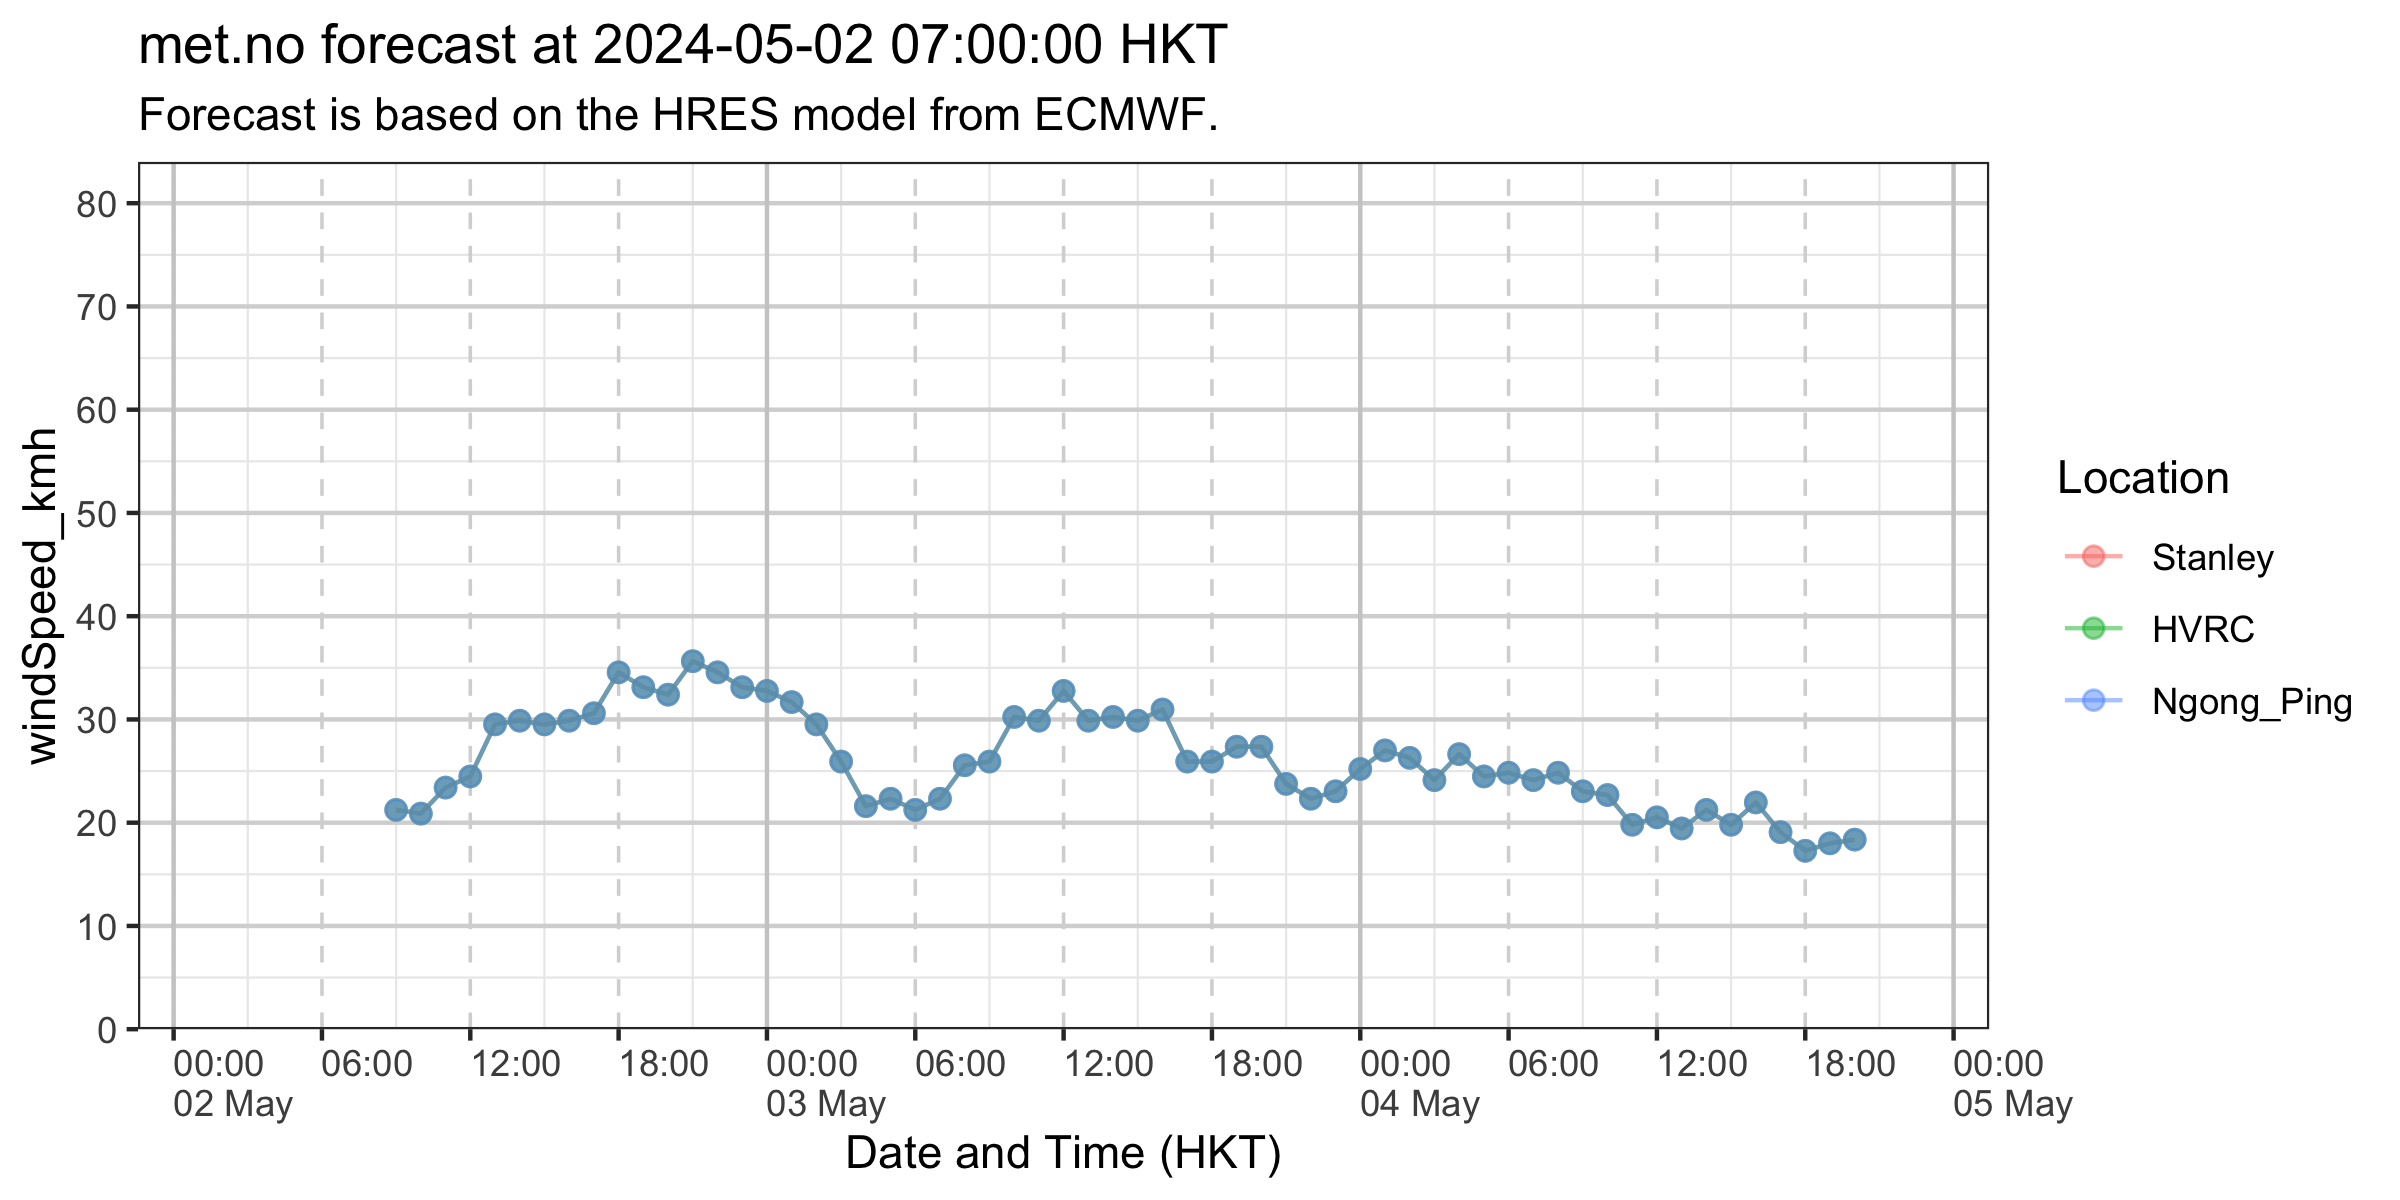 met.no forecast at 2024-05-02 07:00:00 HKT
Forecast is based on the HRES model from ECMWF.
windSpeed_kmh
80
70
60
50
40
30
20
10
0
00:00 06:00 12:00 18:00 00:00 06:00 12:00 18:00 00:00 06:00 12:00 18:00 00:00
02 May 03 May 04 May 05 May
Date and Time (HKT)
Location
Stanley
HVRC
Ngong_Ping